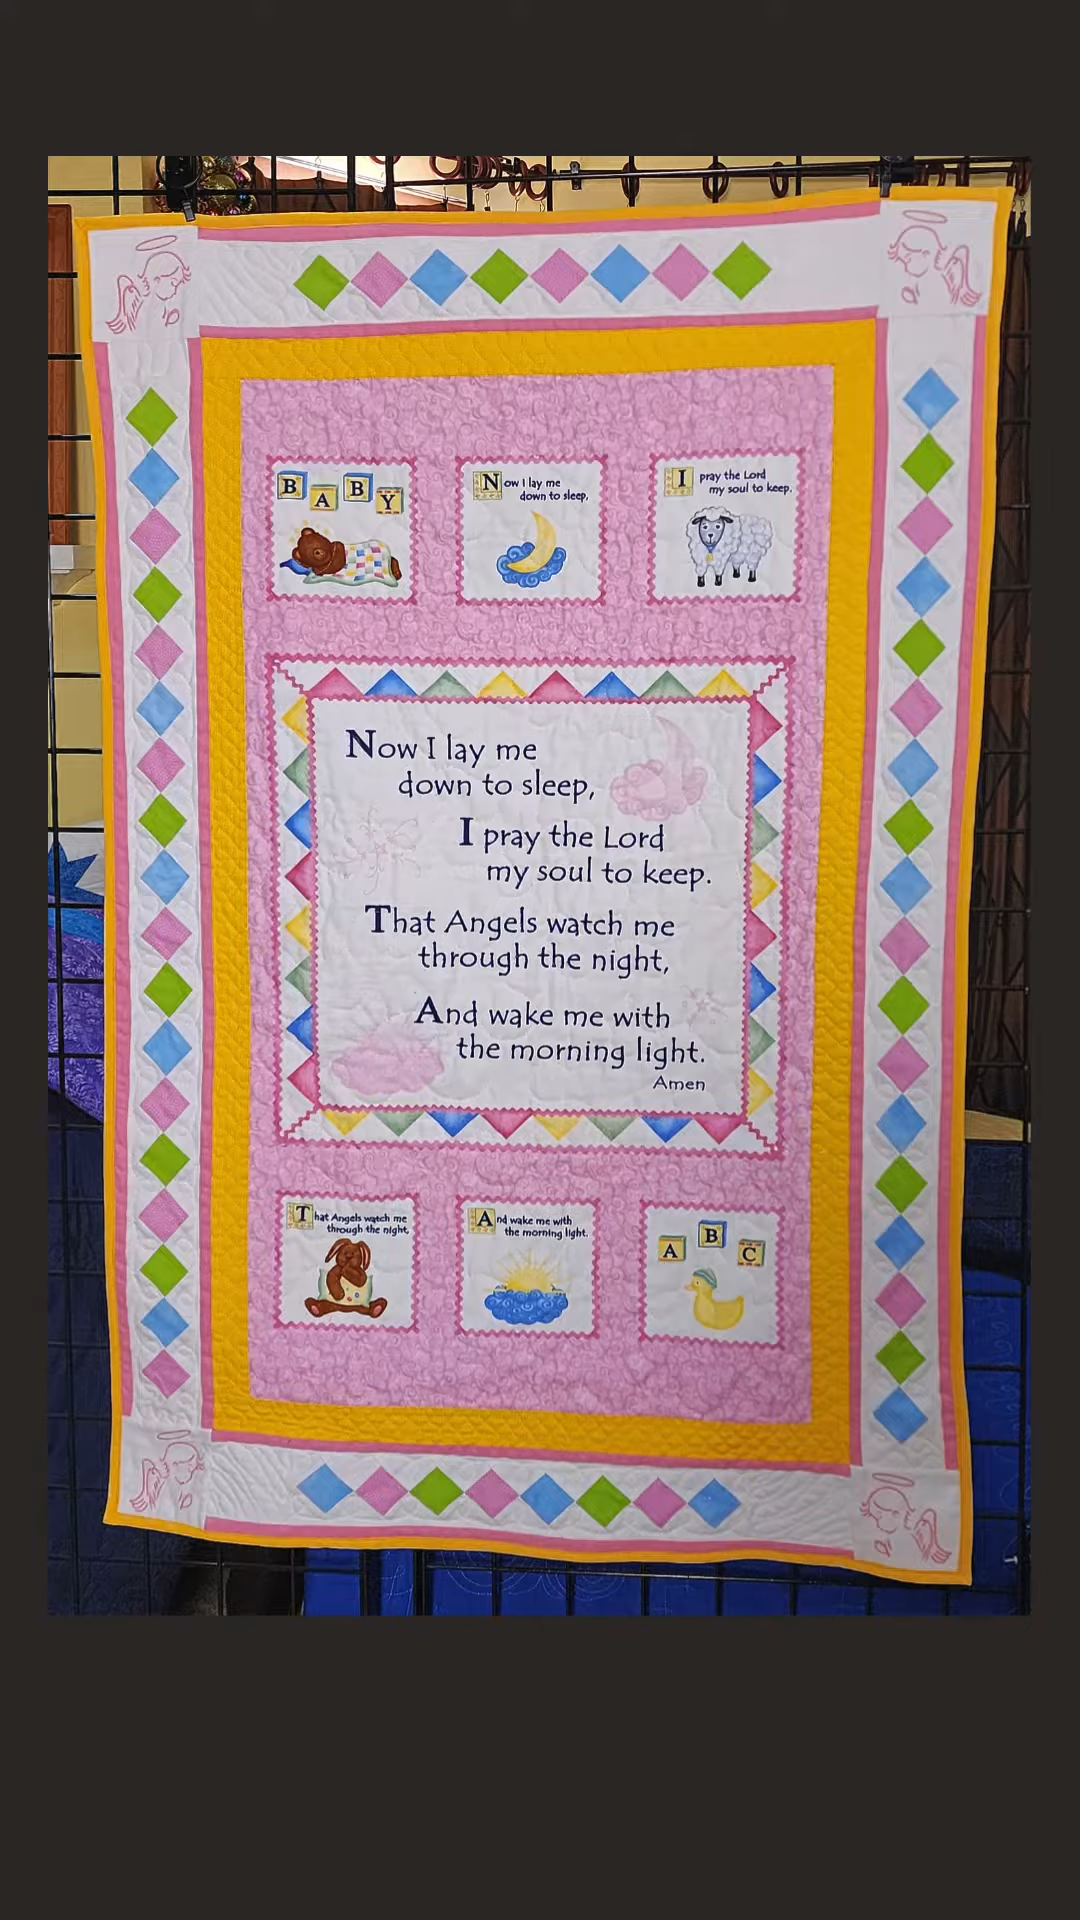 BABY
Now I lay me
down to sleep,
I pray the Lord
my soul to keep.
Now I lay me
down to sleep,
I pray the Lord
my soul to keep.
That Angels watch me
through the night,
And wake me with
the morning light.
Amen
That Angels watch me
through the night,
And wake me with
the morning light.
ABC